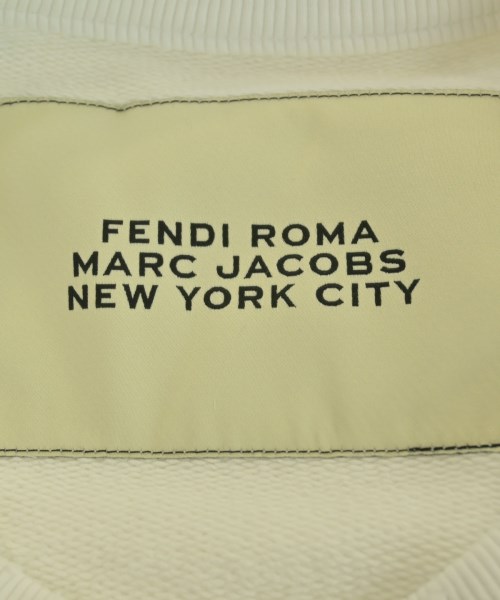 FENDI ROMA
MARC JACOBS
NEW YORK CITY